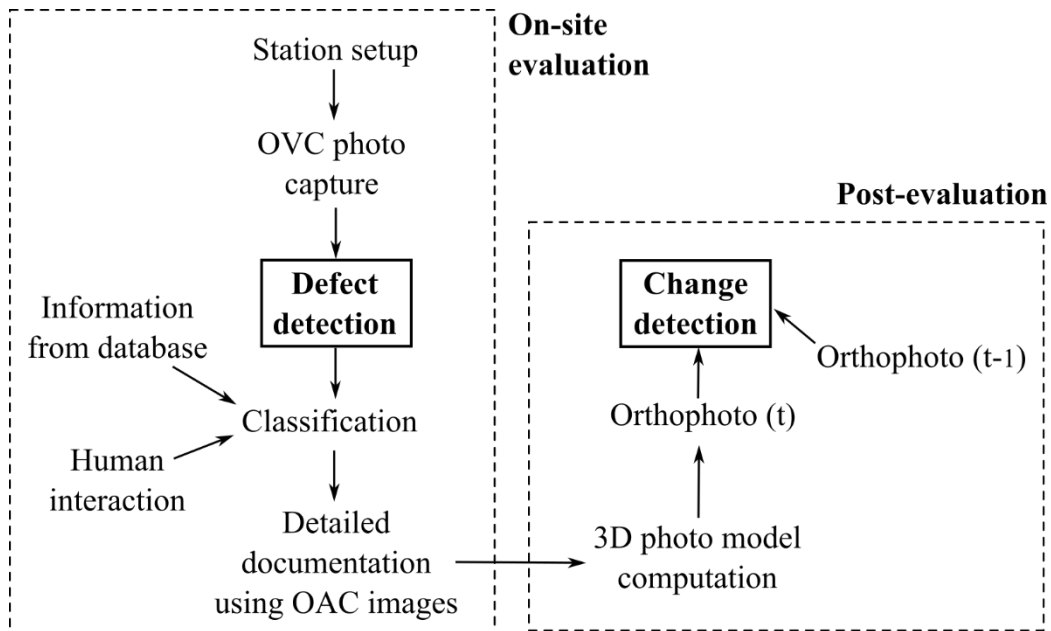 On-site
evaluation
Station setup
OVC photo
capture
Defect
detection
Information
from database
Classification
Human
interaction
Detailed
documentation
using OAC images
Post-evaluation
Change
detection
Orthophoto (t-1)
Orthophoto (t)
3D photo model
computation